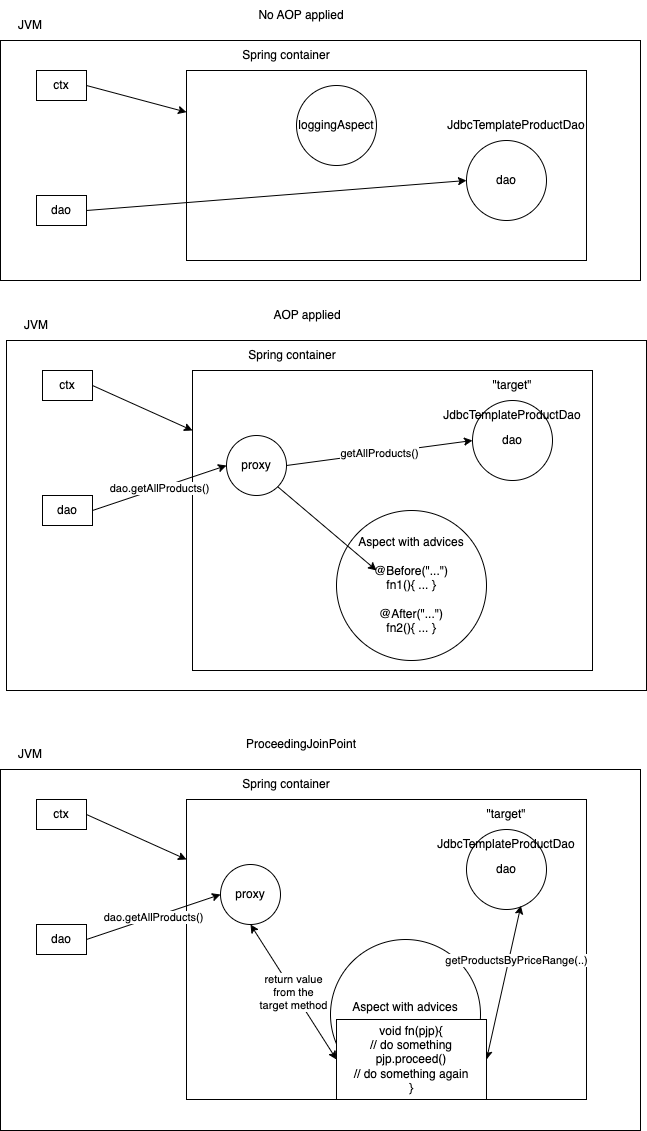 No AOP applied
JVM
Spring container
ctx
loggingAspect
JdbcTemplateProductDao
dao
dao
AOP applied
JVM
Spring container
ctx
"target"
JdbcTemplateProductDao
dao
getAllProducts()
proxy
dao.getAllProducts()
dao
Aspect with advices
@Before("...")
fn1(){ ... }
@After("...")
fn2(){ ... }
ProceedingJoinPoint
JVM
Spring container
ctx
"target"
JdbcTemplateProductDao
dao
proxy
dao.getAllProducts()
dao
getProductsByPriceRange(..)
return value
from the
target method
Aspect with advices
void fn(pjp){
// do something
pjp.proceed()
// do something again
}